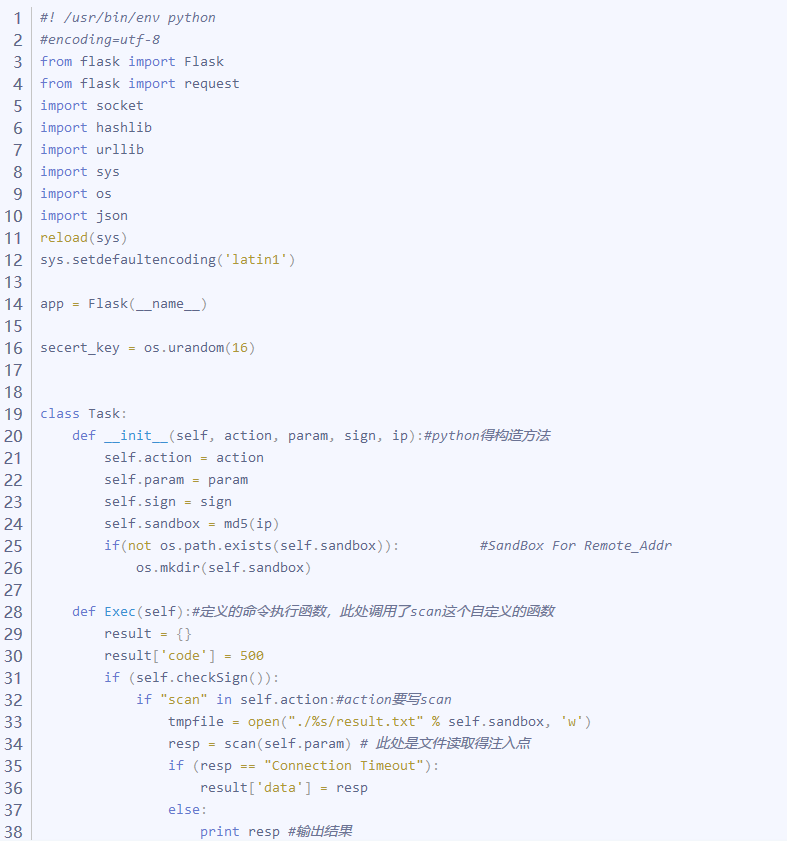 1 #! /usr/bin/env python
2 #encoding=utf-8
3 from flask import Flask
4 from flask import request
5 import socket
6 import hashlib
7 import urllib
8 import sys
9 import os
10 import json
11 reload(sys)
12 sys.setdefaultencoding('latin1')
13
14 app = Flask(__name__)
15
16 secert_key = os.urandom(16)
17
18
19 class Task:
20     def __init__(self, action, param, sign, ip):#python得构造方法
21         self.action = action
22         self.param = param
23         self.sign = sign
24         self.sandbox = md5(ip)
25         if(not os.path.exists(self.sandbox)):          #SandBox For Remote_Addr
26             os.mkdir(self.sandbox)
27
28     def Exec(self):#定义的命令执行函数，此处调用了scan这个自定义的函数
29         result = {}
30         result['code'] = 500
31         if (self.checkSign()):
32             if "scan" in self.action:#action要写scan
33                 tmpfile = open("./%s/result.txt" % self.sandbox, 'w')
34                 resp = scan(self.param) # 此处是文件读取得注入点
35                 if (resp == "Connection Timeout"):
36                     result['data'] = resp
37                 else:
38                     print resp #输出结果